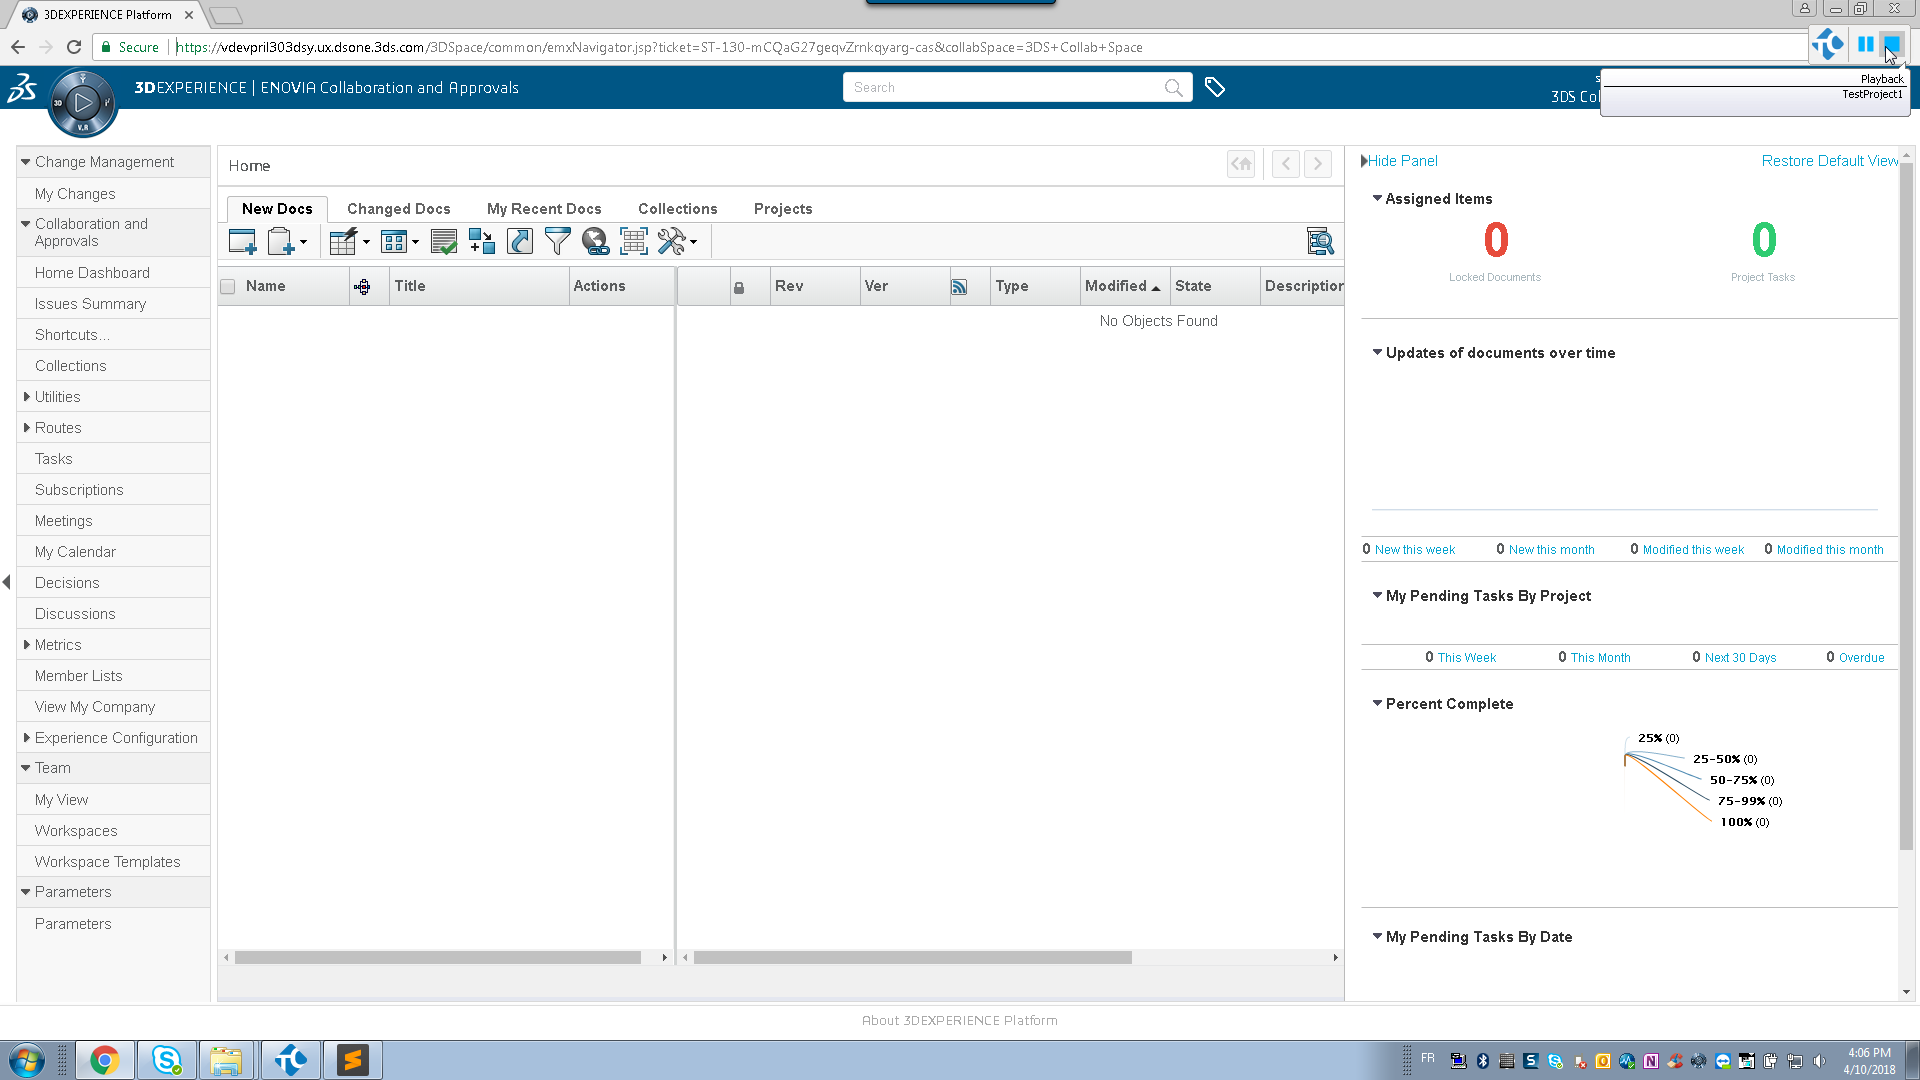 3DEXPERIENCE Platform
Secure
https://vdevpril303dsy.ux.dsone.3ds.com/3DSpace/common/emxNavigator.jsp?ticket=ST-130-mCQaG27geqvZrnkqyarg-cas&collabSpace=3DS+Collab+Space
3DEXPERIENCE | ENOVIA Collaboration and Approvals
Search
3DS Col
Playback
TestProject1
3D
V.R
Change Management
My Changes
Collaboration and
Approvals
Home Dashboard
Issues Summary
Shortcuts...
Collections
Utilities
Routes
Tasks
Subscriptions
Meetings
My Calendar
Decisions
Discussions
Metrics
Member Lists
View My Company
Experience Configuration
Team
My View
Workspaces
Workspace Templates
Parameters
Parameters
Home
New Docs Changed Docs My Recent Docs Collections Projects
Name Title Actions Rev Ver Type Modified State Description
No Objects Found
Hide Panel Restore Default View
Assigned Items
0 0
Locked Documents Project Tasks
Updates of documents over time
0 New this week 0 New this month 0 Modified this week 0 Modified this month
My Pending Tasks By Project
0 This Week 0 This Month 0 Next 30 Days 0 Overdue
Percent Complete
25% (0)
25-50% (0)
50-75% (0)
75-99% (0)
100% (0)
My Pending Tasks By Date
About 3DEXPERIENCE Platform
FR
4:06 PM
4/10/2018